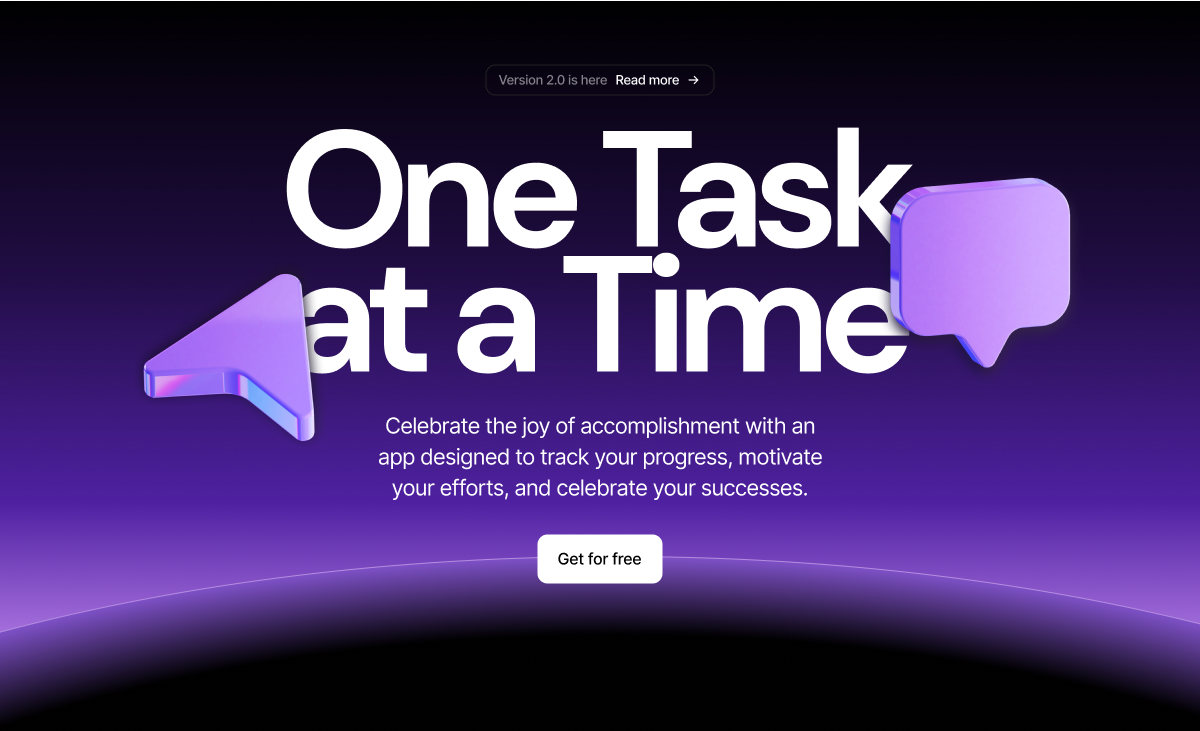 Version 2.0 is here Read more →
One Task
at a Time
Celebrate the joy of accomplishment with an
app designed to track your progress, motivate
your efforts, and celebrate your successes.
Get for free